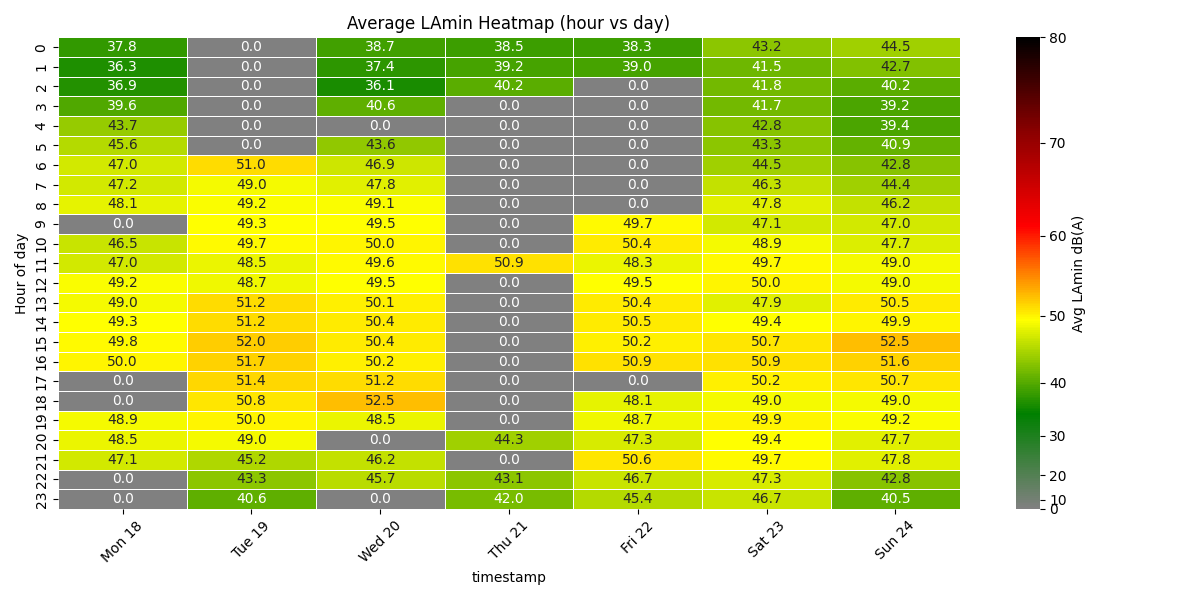 Average LAmin Heatmap (hour vs day)
Hour of day
0 37.8 0.0 38.7 38.5 38.3 43.2 44.5
1 36.3 0.0 37.4 39.2 39.0 41.5 42.7
2 36.9 0.0 36.1 40.2 0.0 41.8 40.2
3 39.6 0.0 40.6 0.0 0.0 41.7 39.2
4 43.7 0.0 0.0 0.0 0.0 42.8 39.4
5 45.6 0.0 43.6 0.0 0.0 43.3 40.9
6 47.0 51.0 46.9 0.0 0.0 44.5 42.8
7 47.2 49.0 47.8 0.0 0.0 46.3 44.4
8 48.1 49.2 49.1 0.0 0.0 47.8 46.2
9 0.0 49.3 49.5 0.0 49.7 47.1 47.0
10 46.5 49.7 50.0 0.0 50.4 48.9 47.7
11 47.0 48.5 49.6 50.9 48.3 49.7 49.0
12 49.2 48.7 49.5 0.0 49.5 50.0 49.0
13 49.0 51.2 50.1 0.0 50.4 47.9 50.5
14 49.3 51.2 50.4 0.0 50.5 49.4 49.9
15 49.8 52.0 50.4 0.0 50.2 50.7 52.5
16 50.0 51.7 50.2 0.0 50.9 50.9 51.6
17 0.0 51.4 51.2 0.0 0.0 50.2 50.7
18 0.0 50.8 52.5 0.0 48.1 49.0 49.0
19 48.9 50.0 48.5 0.0 48.7 49.9 49.2
20 48.5 49.0 0.0 44.3 47.3 49.4 47.7
21 47.1 45.2 46.2 0.0 50.6 49.7 47.8
22 0.0 43.3 45.7 43.1 46.7 47.3 42.8
23 0.0 40.6 0.0 42.0 45.4 46.7 40.5
Mon 18 Tue 19 Wed 20 Thu 21 Fri 22 Sat 23 Sun 24
timestamp
80
70
60
50
40
30
20
10
0
Avg LAmin dB(A)